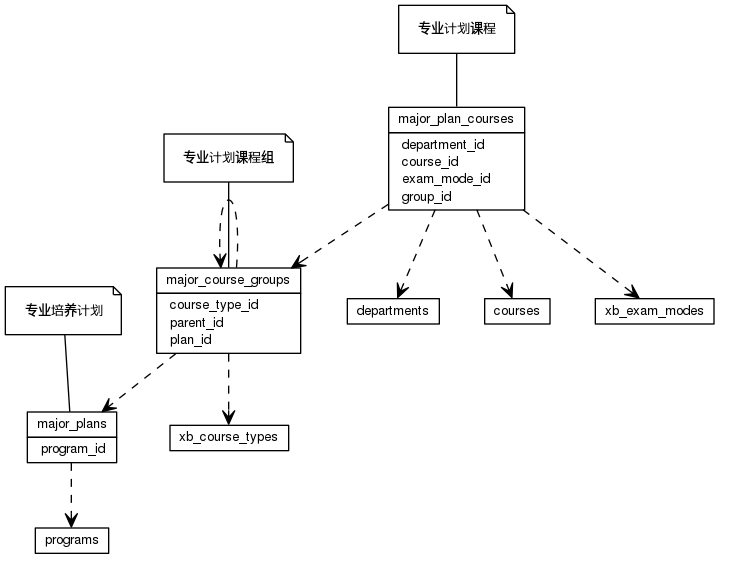 专业计划课程
major_plan_courses
department_id
course_id
exam_mode_id
group_id
专业计划课程组
major_course_groups
course_type_id
parent_id
plan_id
departments
courses
xb_exam_modes
专业培养计划
major_plans
program_id
xb_course_types
programs